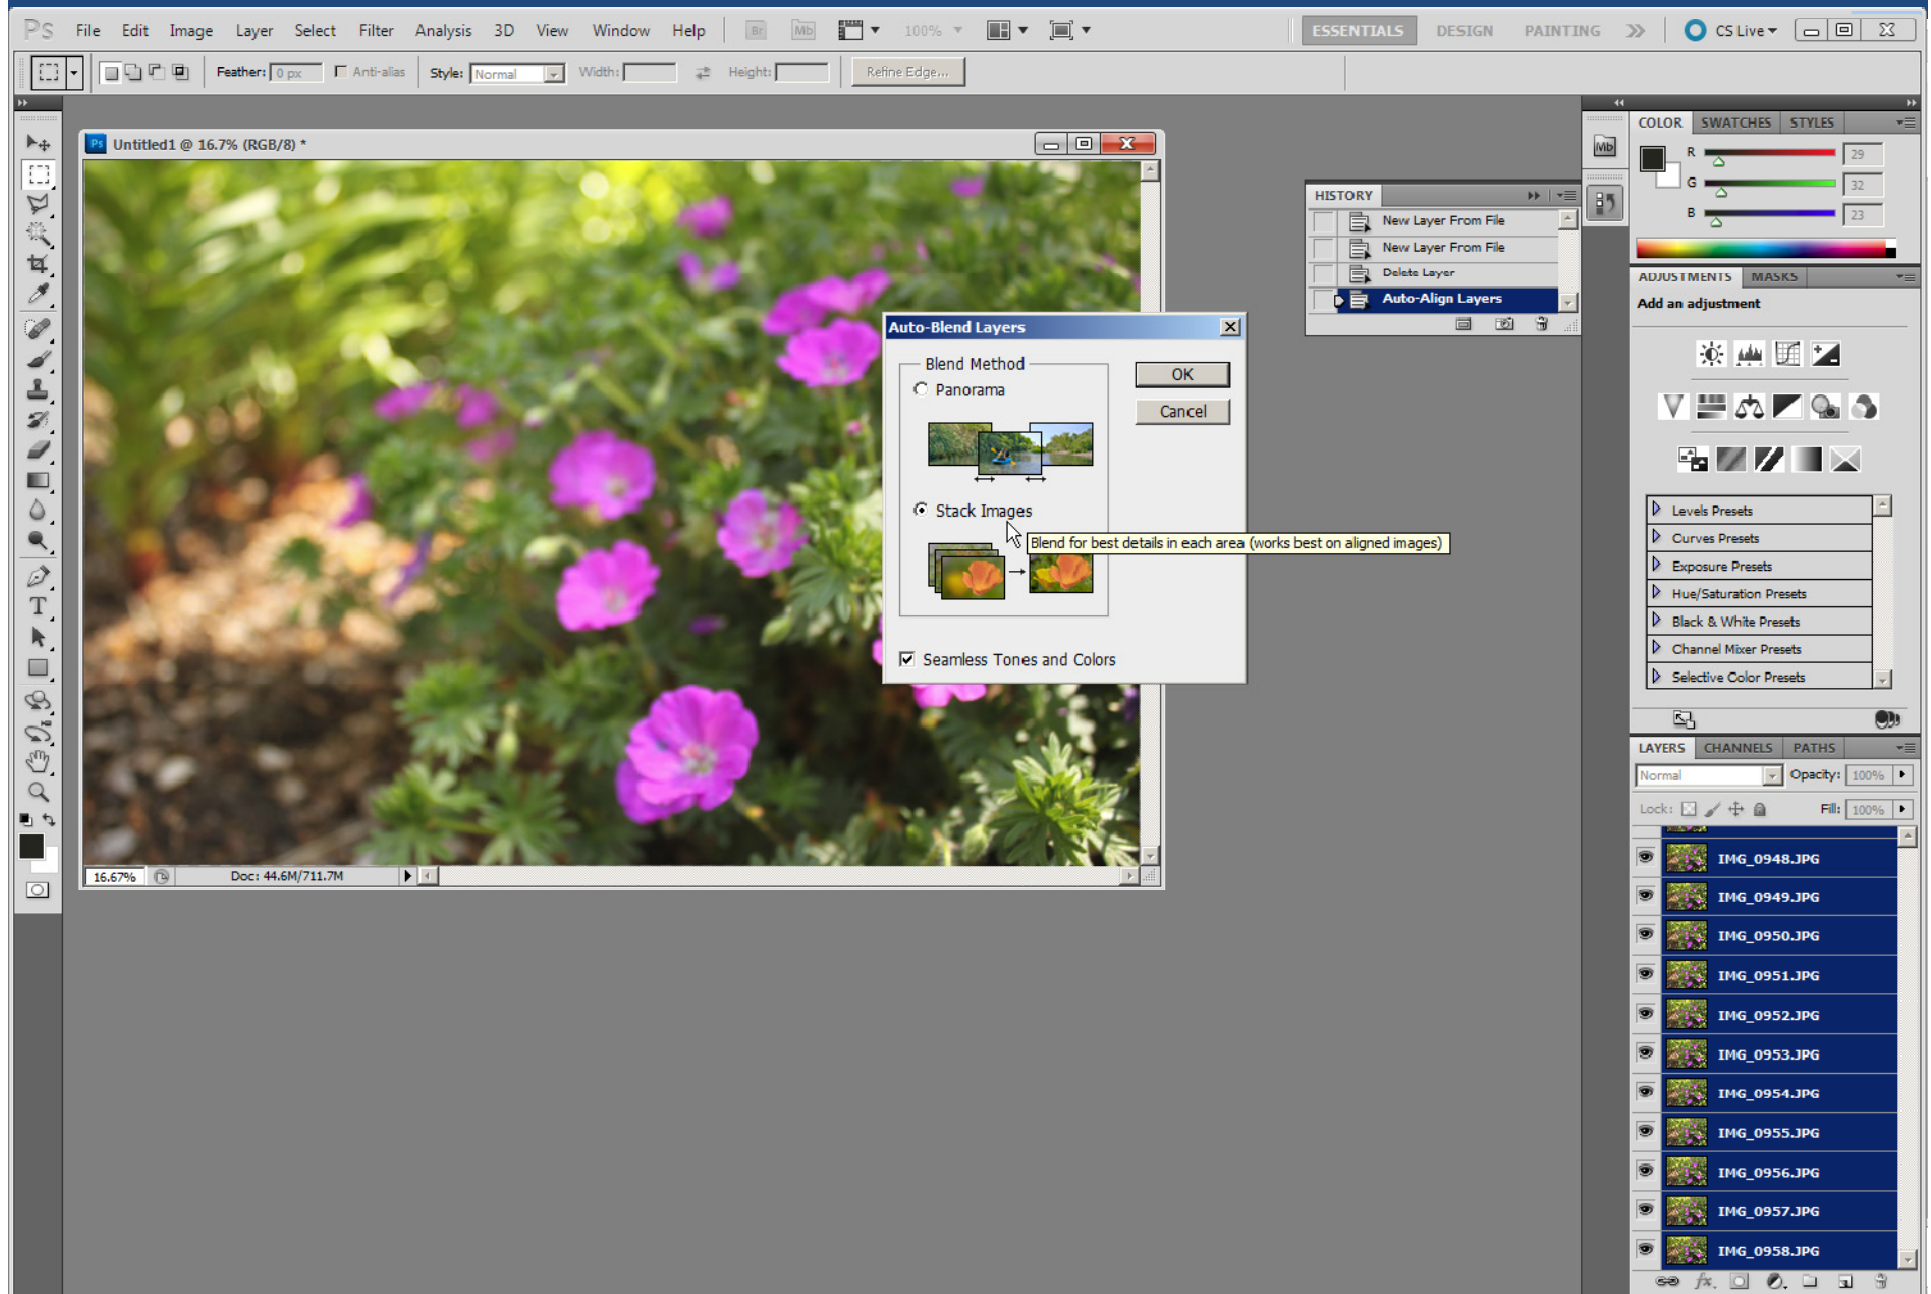 Ps File Edit Image Layer Select Filter Analysis 3D View Window Help Br Mb 100% ESSENTIALS DESIGN PAINTING CS Live
Feather: 0 px Anti-alias Style: Normal Width: Height: Refine Edge...
Ps Untitled1 @ 16.7% (RGB/8) *
16.67% Doc: 44.6M/711.7M
Auto-Blend Layers
Blend Method
Panorama
Stack Images
Seamless Tones and Colors
OK
Cancel
Blend for best details in each area (works best on aligned images)
HISTORY
New Layer From File
New Layer From File
Delete Layer
Auto-Align Layers
Mb
COLOR SWATCHES STYLES
R 29
G 32
B 23
ADJUSTMENTS MASKS
Add an adjustment
Levels Presets
Curves Presets
Exposure Presets
Hue/Saturation Presets
Black & White Presets
Channel Mixer Presets
Selective Color Presets
LAYERS CHANNELS PATHS
Normal Opacity: 100%
Lock: Fill: 100%
IMG_0948.JPG
IMG_0949.JPG
IMG_0950.JPG
IMG_0951.JPG
IMG_0952.JPG
IMG_0953.JPG
IMG_0954.JPG
IMG_0955.JPG
IMG_0956.JPG
IMG_0957.JPG
IMG_0958.JPG
fx